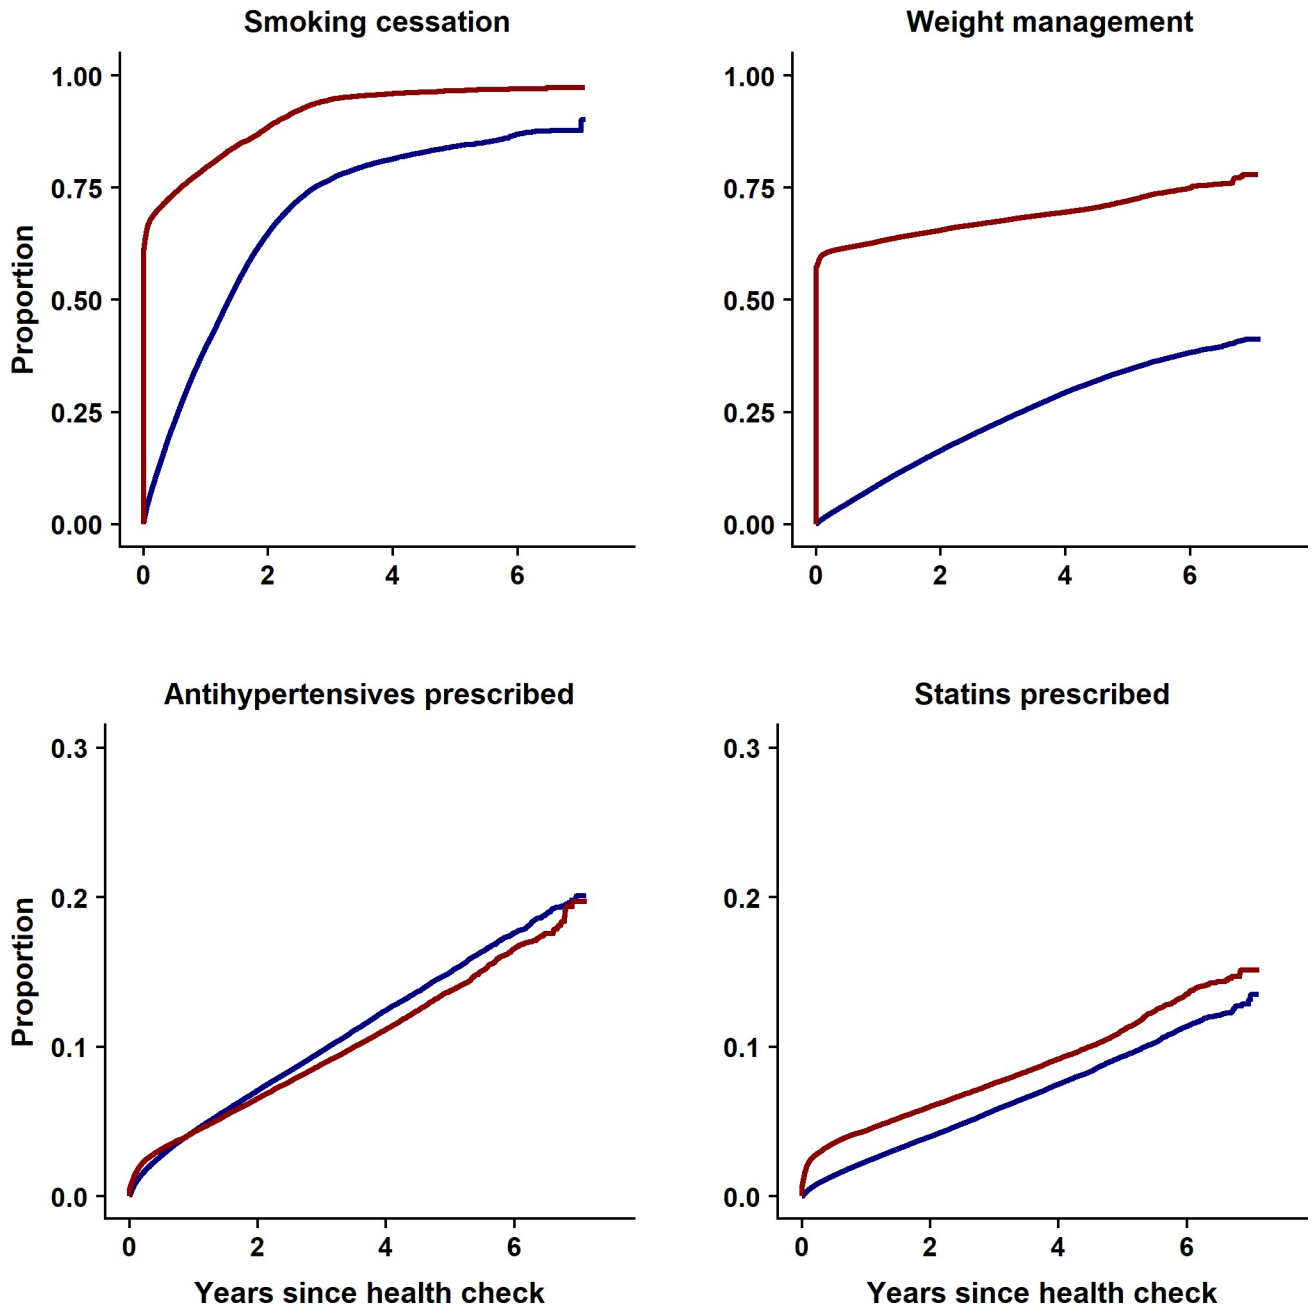 Smoking cessation
Weight management
Proportion
1.00
0.75
0.50
0.25
0.00
0 2 4 6
1.00
0.75
0.50
0.25
0.00
0 2 4 6
Antihypertensives prescribed
Statins prescribed
Proportion
0.3
0.2
0.1
0.0
0 2 4 6
Years since health check
0.3
0.2
0.1
0.0
0 2 4 6
Years since health check